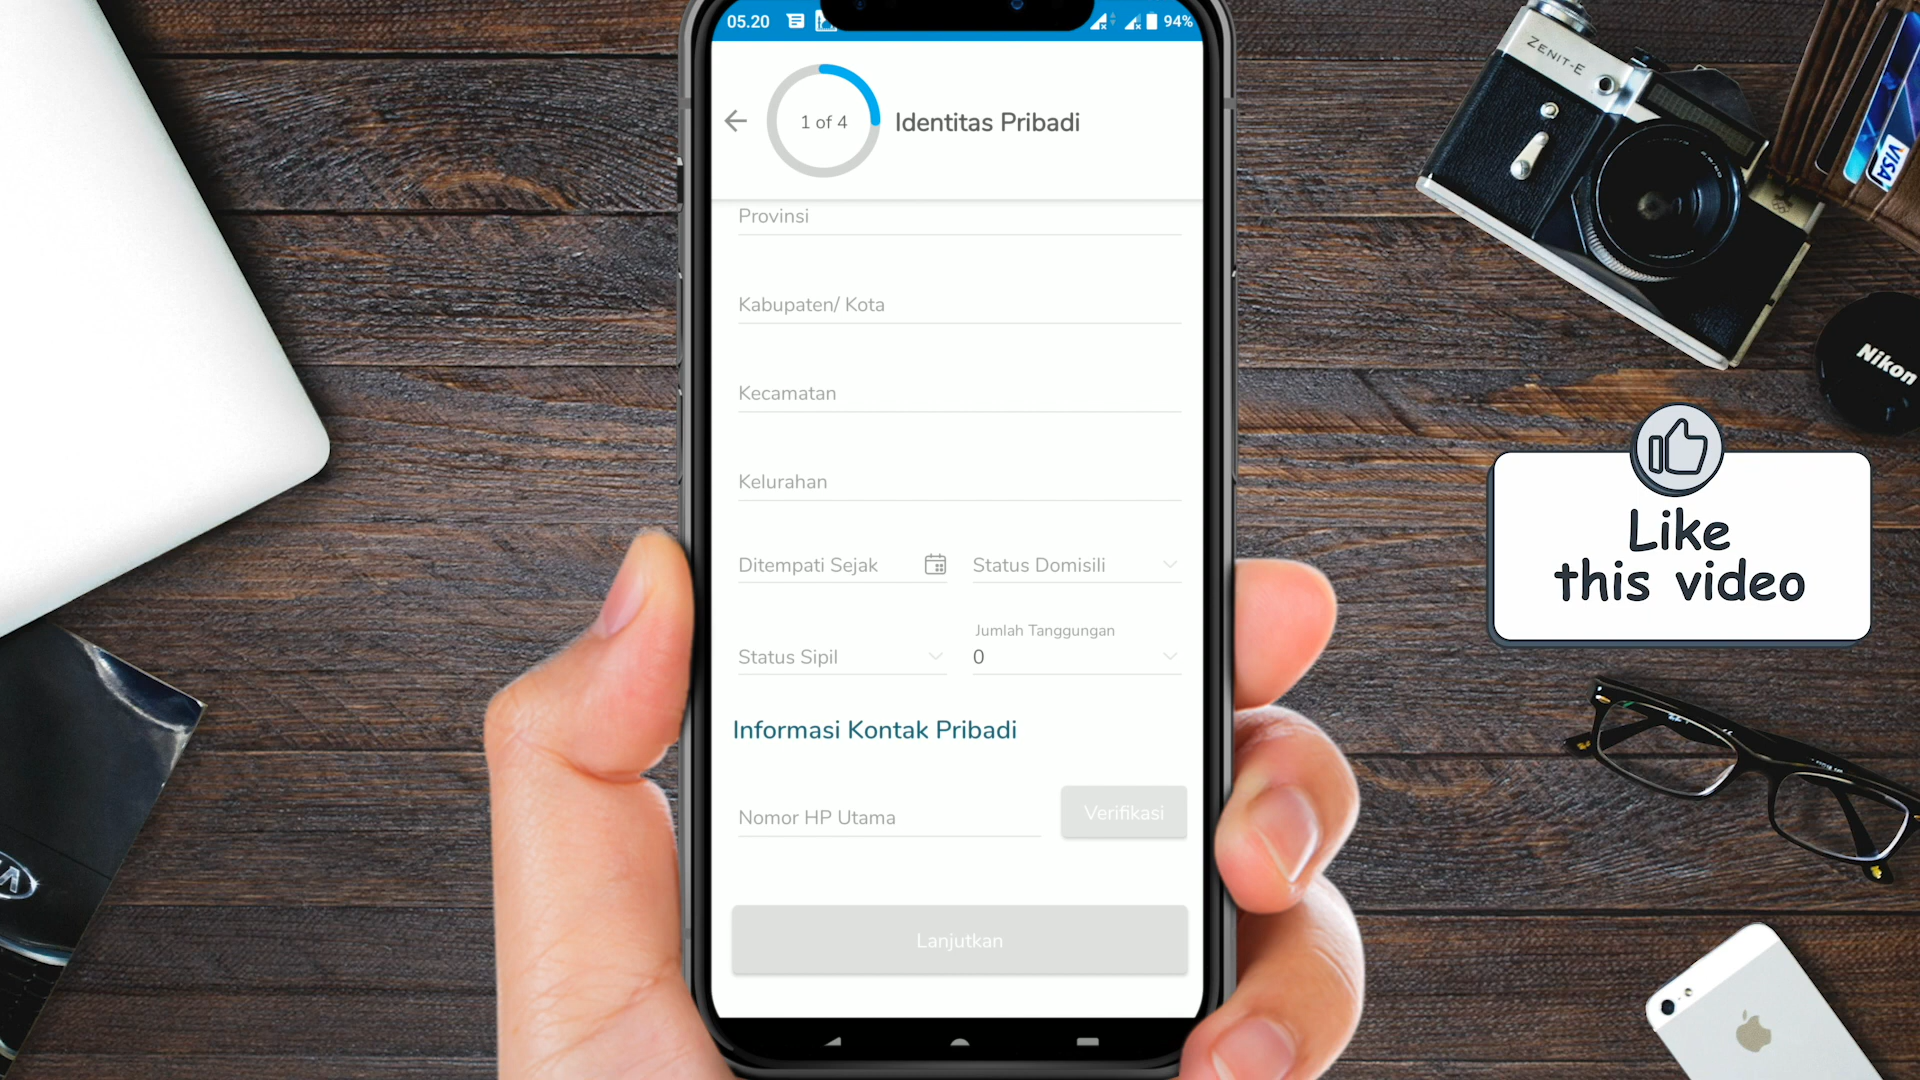 05.20
94%
1 of 4
Identitas Pribadi
Provinsi
Kabupaten/ Kota
Kecamatan
Kelurahan
Ditempati Sejak
Status Domisili
Status Sipil
Jumlah Tanggungan
0
Informasi Kontak Pribadi
Nomor HP Utama
Verifikasi
Lanjutkan
ZENIT-E
VISA
Nikon
Like
this video